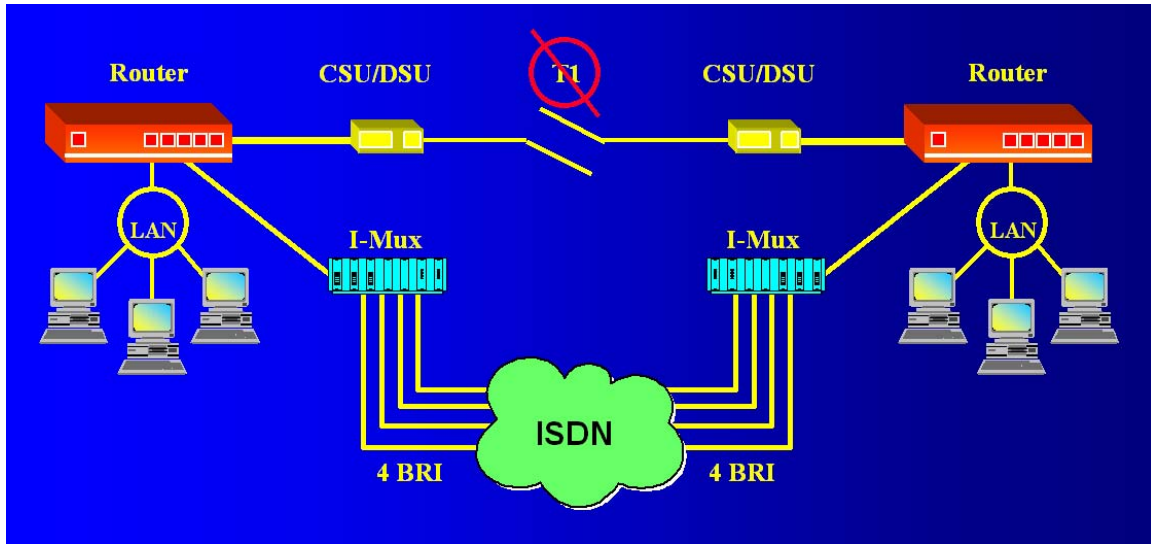 Router
CSU/DSU
T1
CSU/DSU
Router
LAN
I-Mux
I-Mux
LAN
ISDN
4 BRI
4 BRI